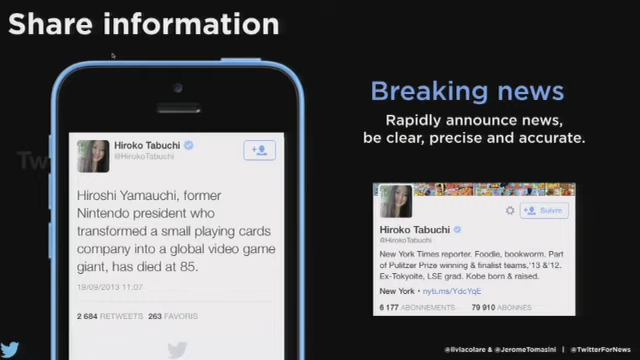 Share information
Breaking news
Rapidly announce news,
be clear, precise and accurate.
Hiroko Tabuchi
@HirokoTabuchi
Hiroshi Yamauchi, former
Nintendo president who
transformed a small playing cards
company into a global video game
giant, has died at 85.
19/09/2013 11:07
2 684 RETWEETS 263 FAVORIS
Suivre
Hiroko Tabuchi
@HirokoTabuchi
New York Times reporter. Foodie, bookworm. Part
of Pulitzer Prize winning & finalist teams,'13 &'12.
Ex-Tokyoite, LSE grad. Kobe born & raised.
New York • nyti.ms/YdcYqE
6 177 ABONNEMENTS 79 910 ABONNÉS
@liviacolare & @JeromeTomasini | @TwitterForNews